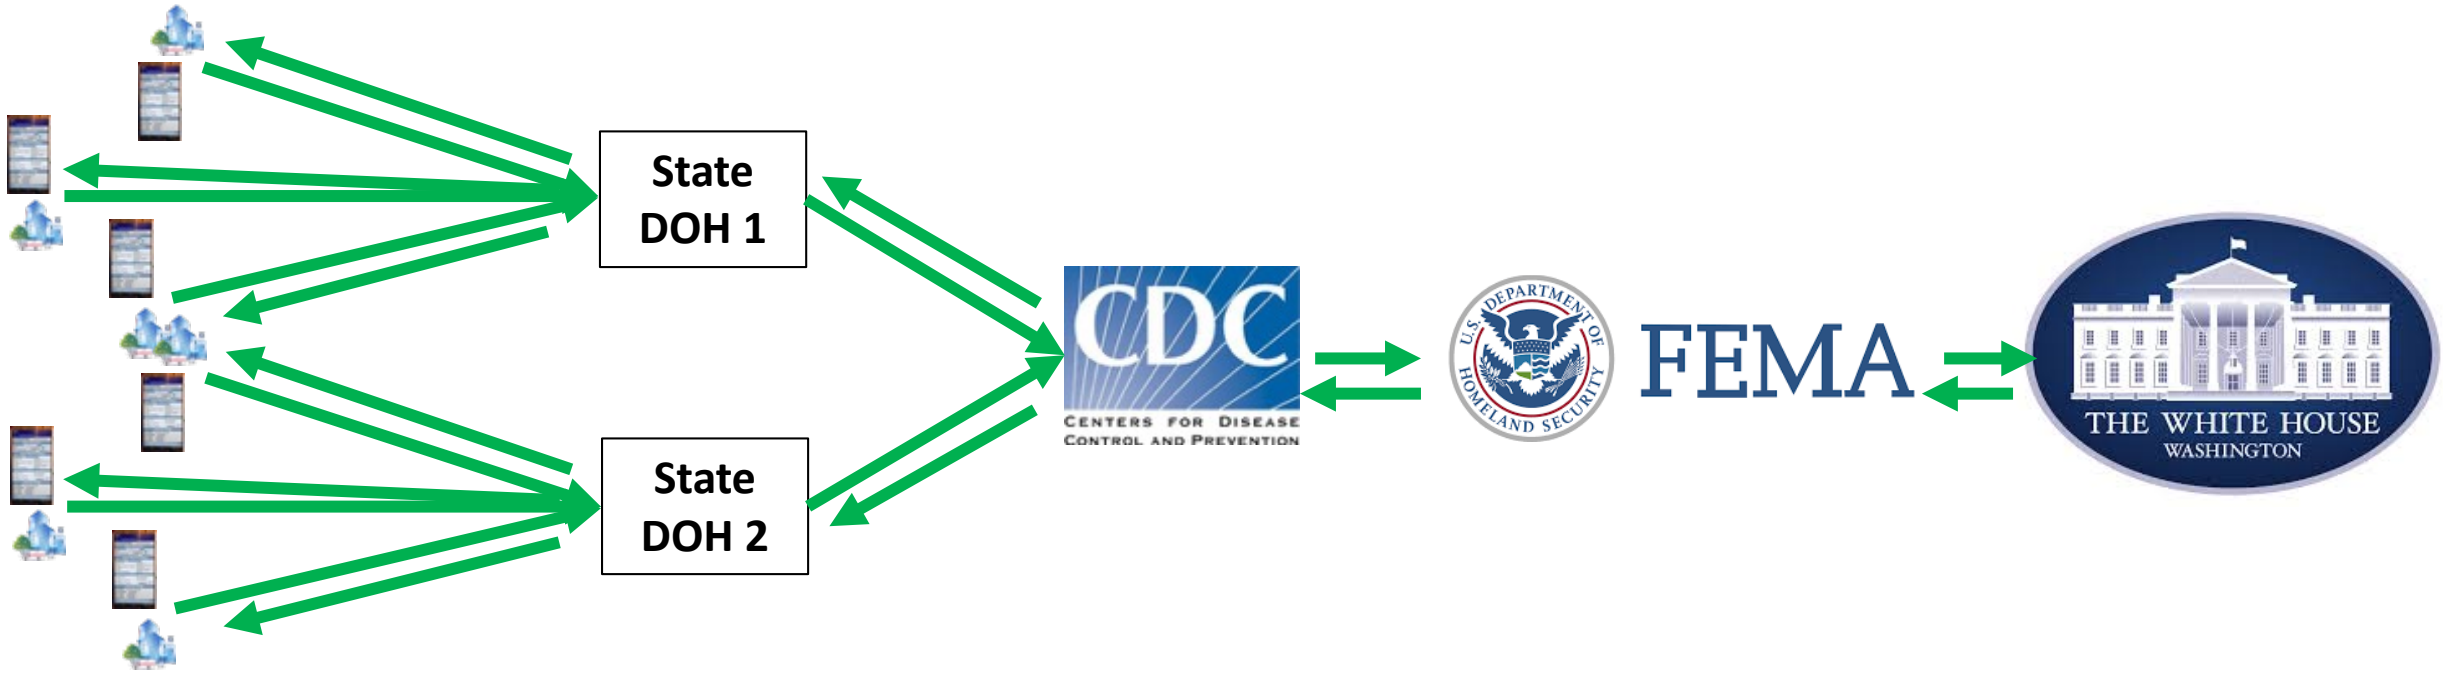 State
DOH 1
State
DOH 2
CDC
CENTERS FOR DISEASE
CONTROL AND PREVENTION
U.S. DEPARTMENT OF
HOMELAND SECURITY
FEMA
THE WHITE HOUSE
WASHINGTON